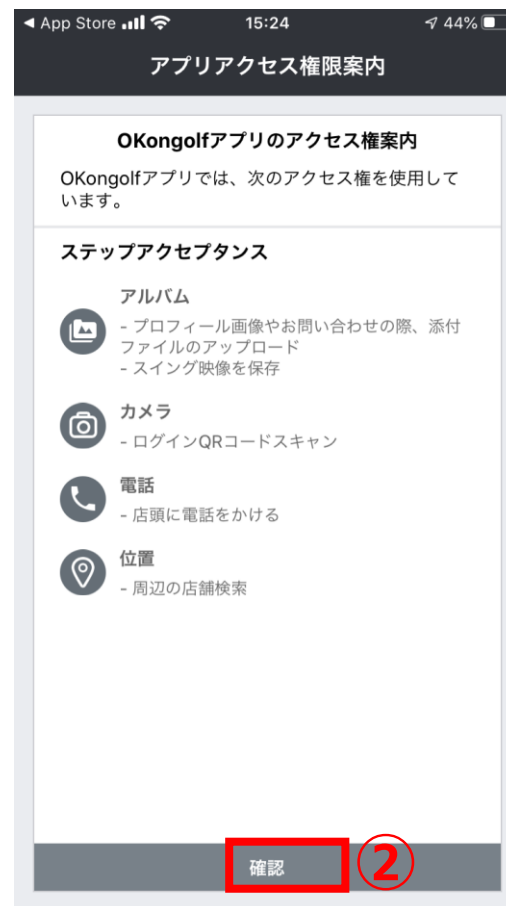 ◀ App Store 15:24 44%
アプリアクセス権限案内
OKongolfアプリのアクセス権案内
OKongolfアプリでは、次のアクセス権を使用して
います。
ステップアクセプタンス
アルバム
- プロフィール画像やお問い合わせの際、添付
ファイルのアップロード
- スイング映像を保存
カメラ
- ログインQRコードスキャン
電話
- 店頭に電話をかける
位置
- 周辺の店舗検索
確認 ②